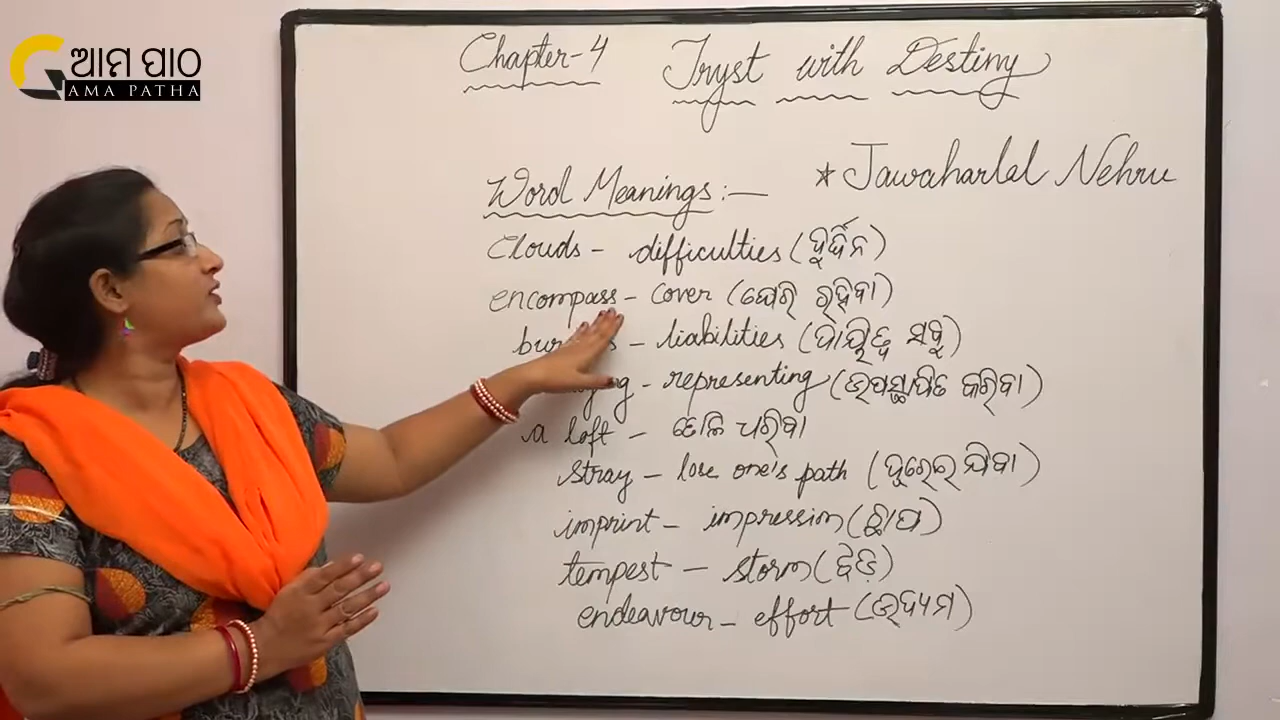 ଆମ ପାଠ
AMA PATHA
Chapter-4 Tryst with Destiny
* Jawaharlal Nehru
Word Meanings :—
Clouds – difficulties (ଦୁର୍ଦ୍ଦିନ)
encompass – cover (ଘେରି ରହିବା)
– liabilities (ଦାୟିତ୍ୱ ସବୁ)
– representing (ଉପସ୍ଥାପିତ କରିବା)
a loft – ତୋଳି ଧରିବା
stray – lose one's path (ଦୂରେଇ ଯିବା)
imprint – impression (ଛାପ)
tempest – storm (ଝଡ଼)
endeavour – effort (ଉଦ୍ୟମ)